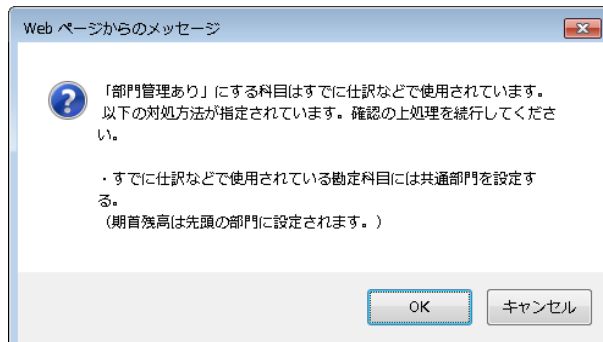 Web ページからのメッセージ
「部門管理あり」にする科目はすでに仕訳などで使用されています。
以下の対処方法が指定されています。確認の上処理を続行してくださ
い。
・すでに仕訳などで使用されている勘定科目には共通部門を設定す
る。
（期首残高は先頭の部門に設定されます。）
OK
キャンセル